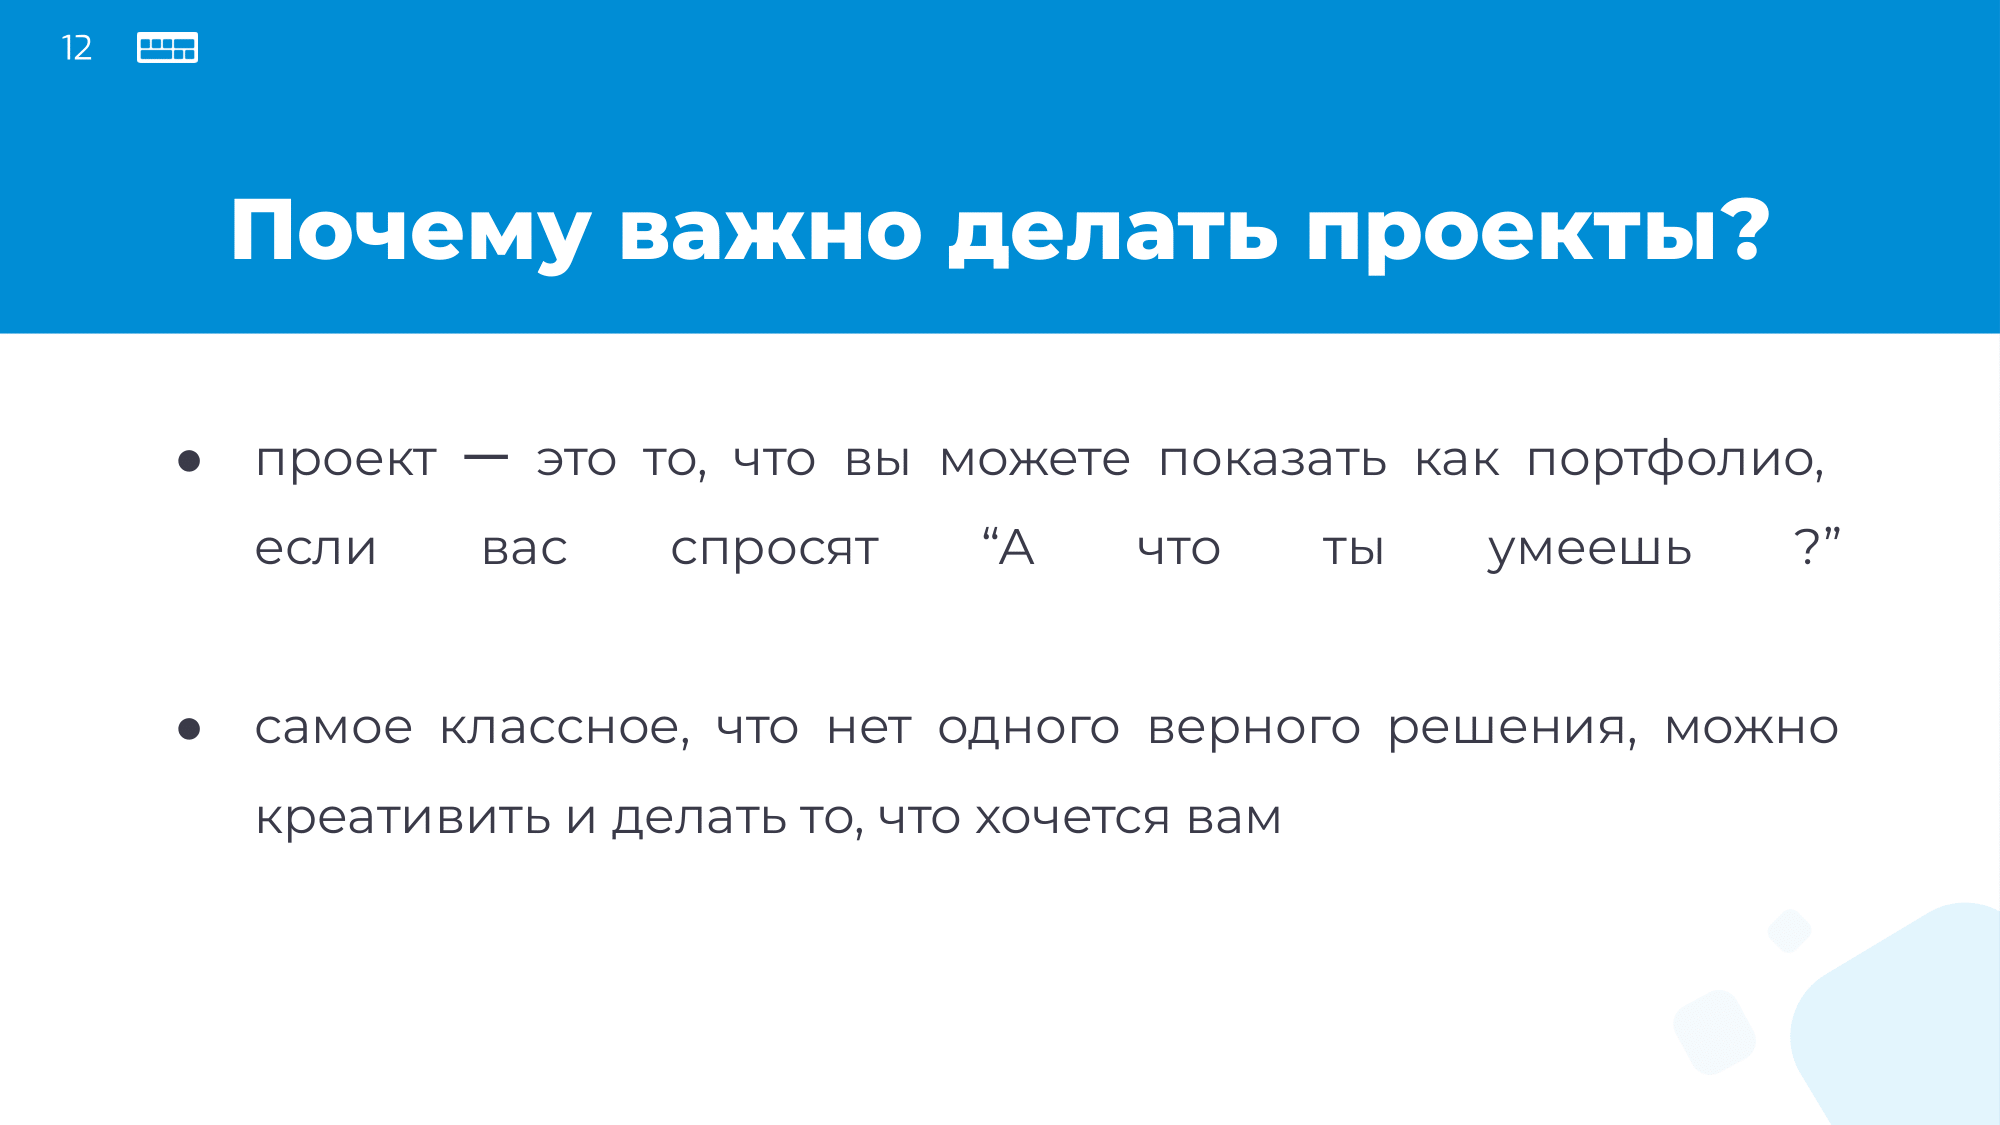 12
Почему важно делать проекты?
● проект — это то, что вы можете показать как портфолио,
если вас спросят “А что ты умеешь ?”
● самое классное, что нет одного верного решения, можно
креативить и делать то, что хочется вам